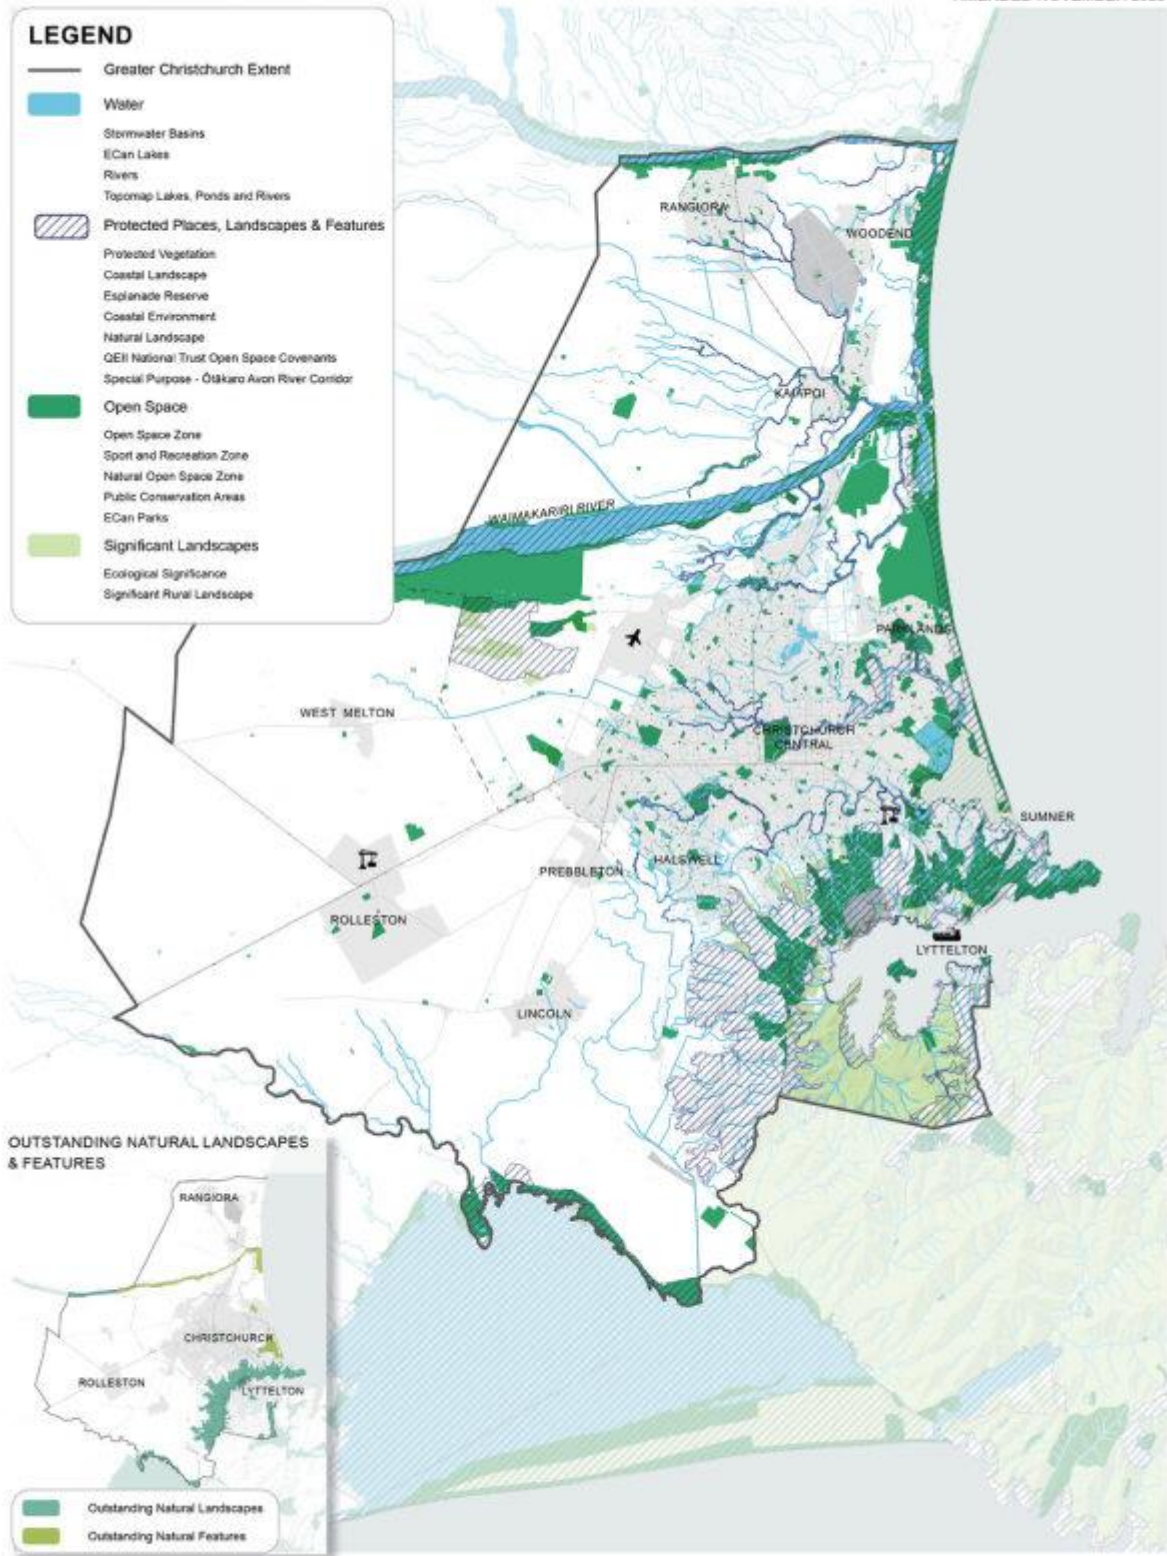 LEGEND
Greater Christchurch Extent
Water
Stormwater Basins
ECan Lakes
Rivers
Topomap Lakes, Ponds and Rivers
Protected Places, Landscapes & Features
Protected Vegetation
Coastal Landscape
Esplanade Reserve
Coastal Environment
Natural Landscape
QEII National Trust Open Space Covenants
Special Purpose - Ōtākaro Avon River Corridor
Open Space
Open Space Zone
Sport and Recreation Zone
Natural Open Space Zone
Public Conservation Areas
ECan Parks
Significant Landscapes
Ecological Significance
Significant Rural Landscape
RANGIORA
WOODEND
KAIAPOI
WAIMAKARIRI RIVER
PARKLANDS
WEST MELTON
CHRISTCHURCH
CENTRAL
SUMNER
HALSWELL
PREBBLETON
ROLLESTON
LYTTELTON
LINCOLN
OUTSTANDING NATURAL LANDSCAPES
& FEATURES
RANGIORA
CHRISTCHURCH
ROLLESTON
LYTTELTON
Outstanding Natural Landscapes
Outstanding Natural Features